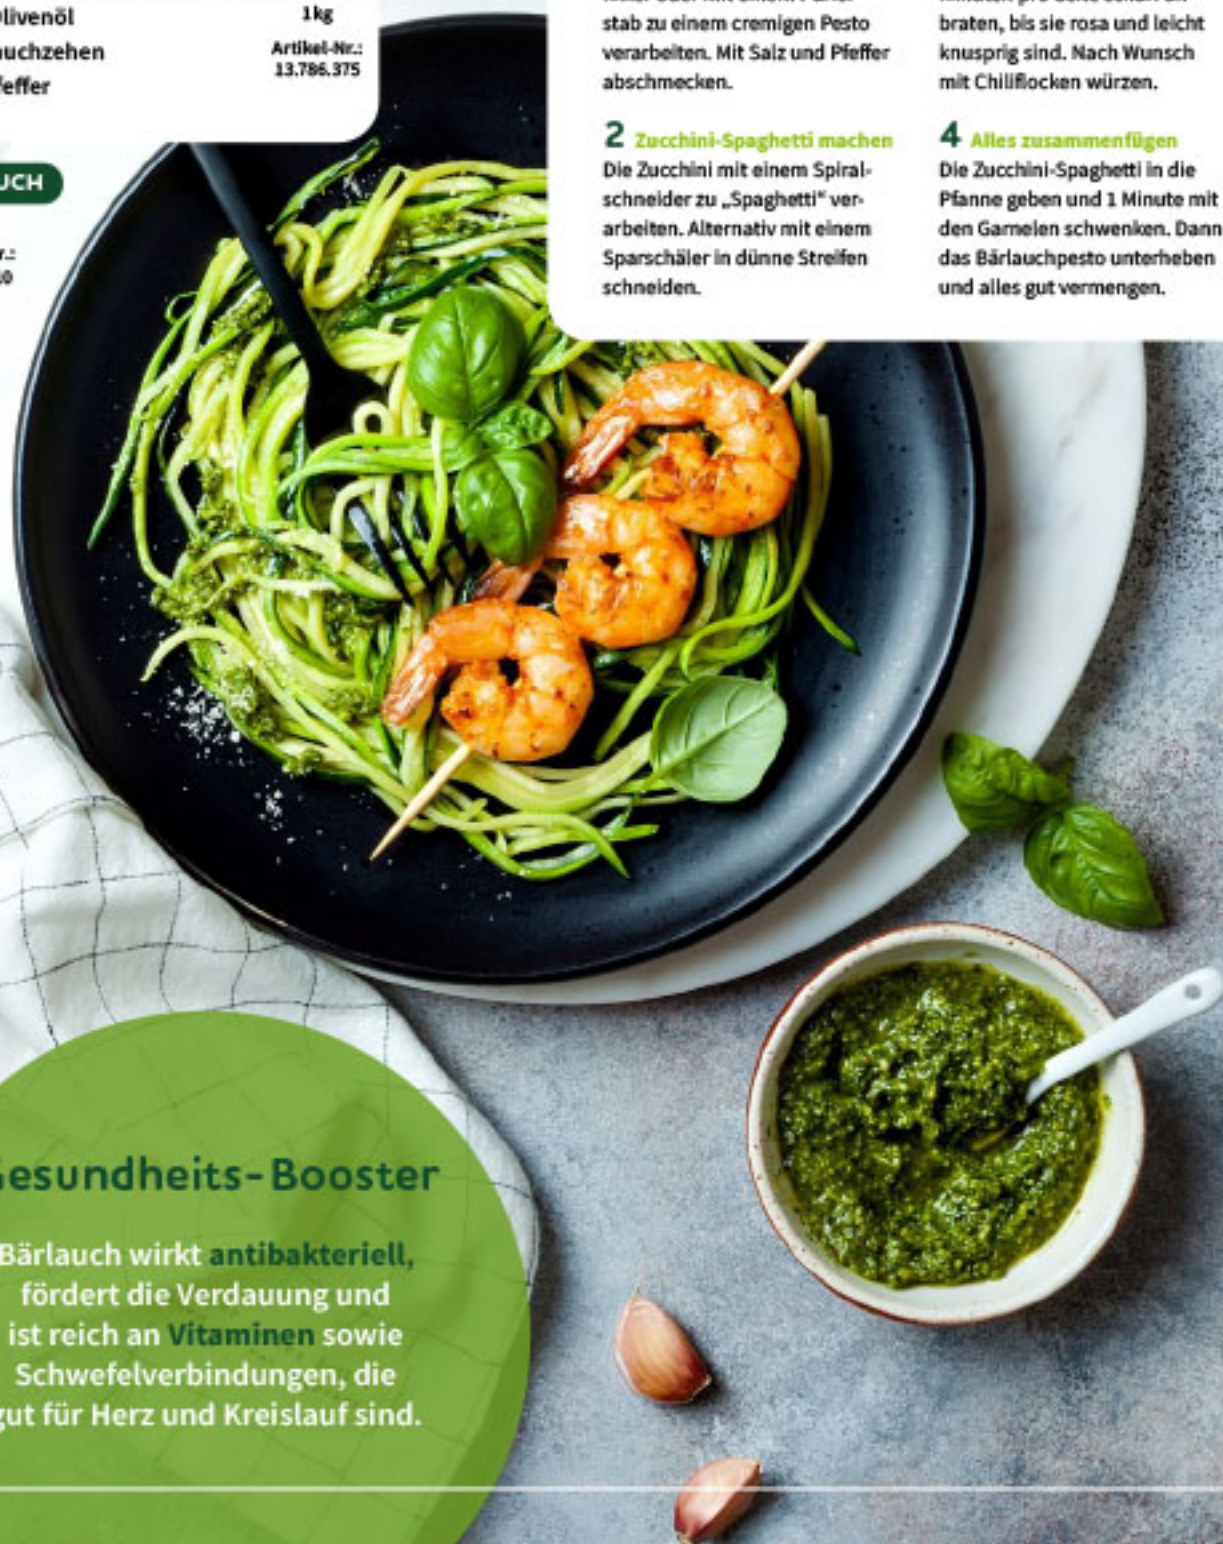 1kg
Artikel-Nr.:
13.786.375
stab zu einem cremigen Pesto
verarbeiten. Mit Salz und Pfeffer
abschmecken.
2 Zucchini-Spaghetti machen
Die Zucchini mit einem Spiral-
schneider zu „Spaghetti“ ver-
arbeiten. Alternativ mit einem
Sparschäler in dünne Streifen
schneiden.
braten, bis sie rosa und leicht
knusprig sind. Nach Wunsch
mit Chiliflocken würzen.
4 Alles zusammenfügen
Die Zucchini-Spaghetti in die
Pfanne geben und 1 Minute mit
den Garnelen schwenken. Dann
das Bärlauchpesto unterheben
und alles gut vermengen.
esundheits-Booster
Bärlauch wirkt antibakteriell,
fördert die Verdauung und
ist reich an Vitaminen sowie
Schwefelverbindungen, die
gut für Herz und Kreislauf sind.